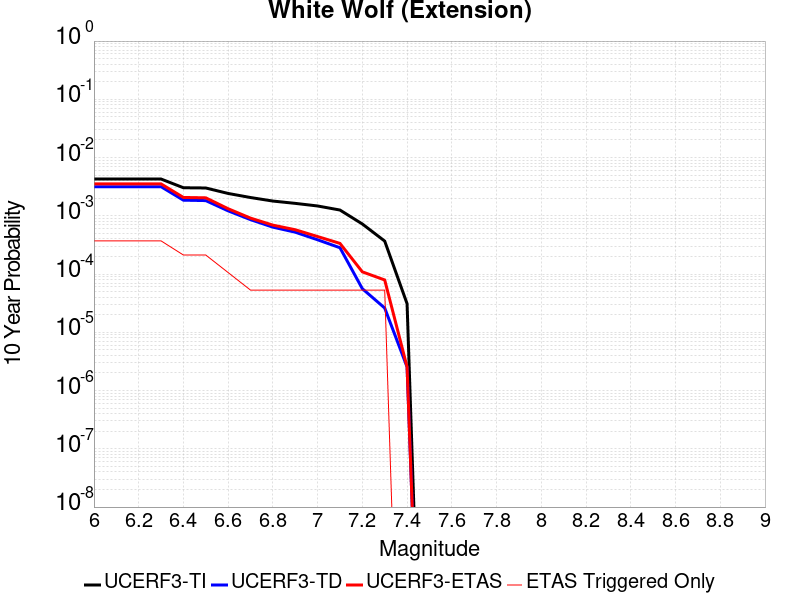 White Wolf (Extension)
10 0
10 -1
10 -2
10 -3
10 -4
10 -5
10 -6
10 -7
10 -8
10 Year Probability
6 6.2 6.4 6.6 6.8 7 7.2 7.4 7.6 7.8 8 8.2 8.4 8.6 8.8 9
Magnitude
UCERF3-TI UCERF3-TD UCERF3-ETAS ETAS Triggered Only